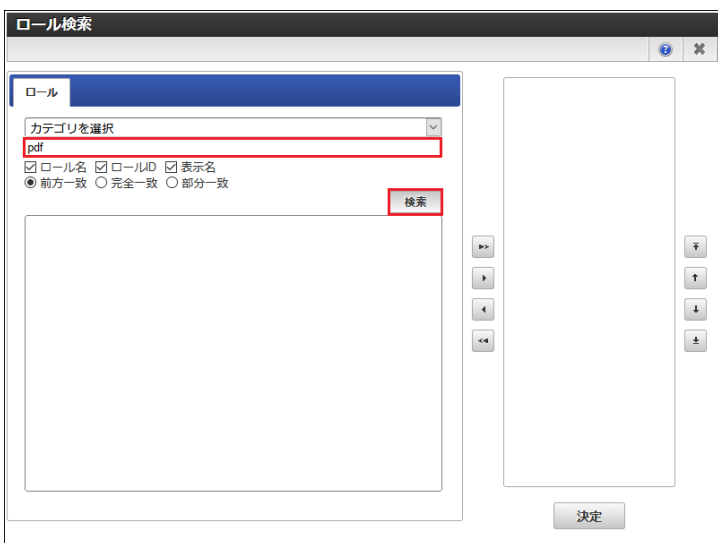 ロール検索
ロール
カテゴリを選択
pdf
ロール名 ロールID 表示名
前方一致 完全一致 部分一致
検索
決定